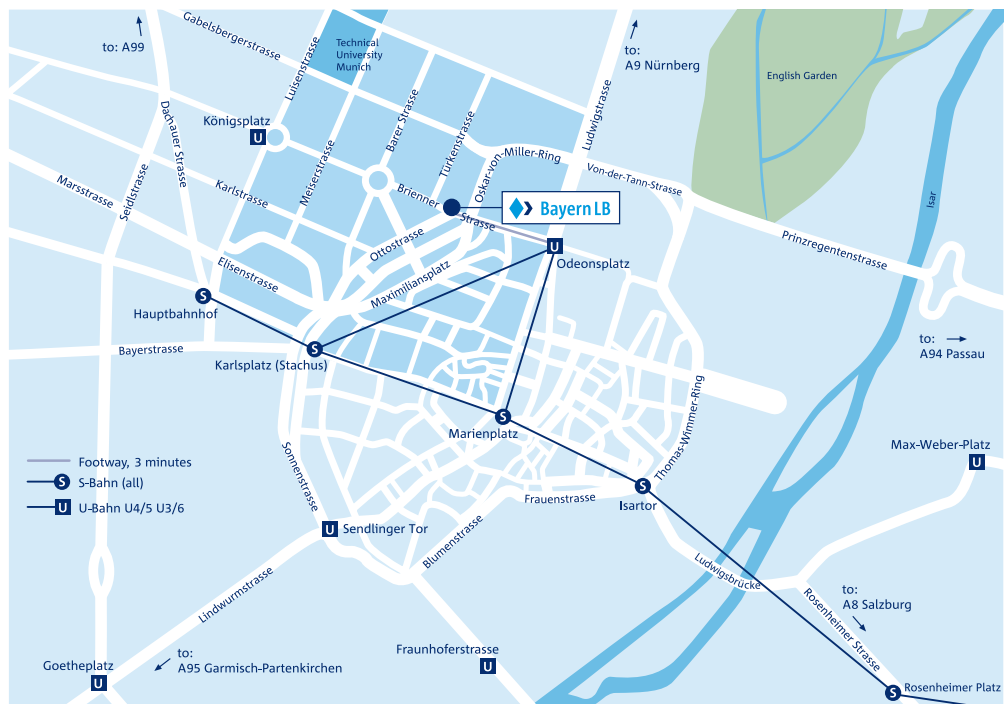 Gabelsbergerstrasse
to: A99
Luisenstrasse
Technical
University
Munich
to:
A9 Nürnberg
English Garden
Dachauer Strasse
Königsplatz
U
Barer Strasse
Türkenstrasse
Ludwigstrasse
Oskar-von-Miller-Ring
Von-der-Tann-Strasse
Meiserstrasse
Marsstrasse
Seidlstrasse
Karlstrasse
Brienner
Strasse
Bayern LB
Isar
Prinzregentenstrasse
Ottostrasse
Maximiliansplatz
U
Odeonsplatz
Elisenstrasse
S
Hauptbahnhof
to:
A94 Passau
Bayerstrasse
S
Karlsplatz (Stachus)
S
Marienplatz
Thomas-Wimmer-Ring
Max-Weber-Platz
U
Footway, 3 minutes
S
S-Bahn (all)
U
U-Bahn U4/5 U3/6
Sonnenstrasse
S
Isartor
Frauenstrasse
U
Sendlinger Tor
Blumenstrasse
Ludwigsbrücke
Lindwurmstrasse
to:
A8 Salzburg
Rosenheimer Strasse
to:
A95 Garmisch-Partenkirchen
Goetheplatz
U
Fraunhoferstrasse
U
S
Rosenheimer Platz